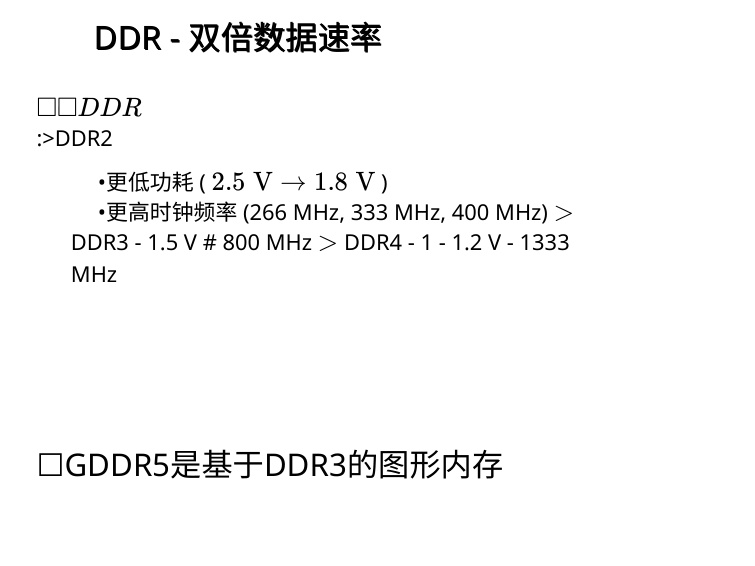 DDR - 双倍数据速率
□□DDR
:>DDR2
•更低功耗 ( 2.5 V → 1.8 V )
•更高时钟频率 (266 MHz, 333 MHz, 400 MHz) >
DDR3 - 1.5 V # 800 MHz > DDR4 - 1 - 1.2 V - 1333
MHz
□GDDR5是基于DDR3的图形内存